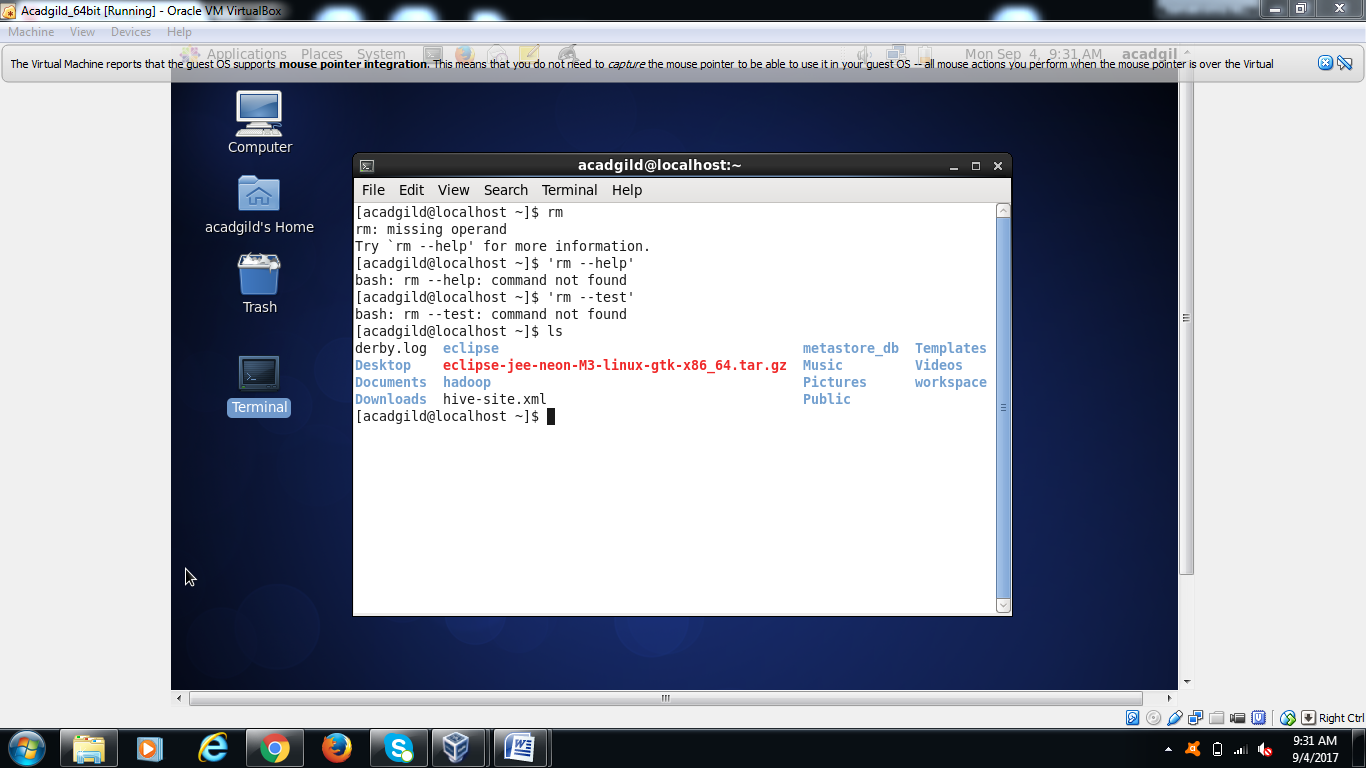 Acadgild_64bit [Running] - Oracle VM VirtualBox
Machine View Devices Help
Applications Places System Mon Sep 4, 9:31 AM acadgil
The Virtual Machine reports that the guest OS supports mouse pointer integration. This means that you do not need to capture the mouse pointer to be able to use it in your guest OS -- all mouse actions you perform when the mouse pointer is over the Virtual
Computer
acadgild's Home
Trash
Terminal
acadgild@localhost:~
File Edit View Search Terminal Help
[acadgild@localhost ~]$ rm
rm: missing operand
Try `rm --help' for more information.
[acadgild@localhost ~]$ 'rm --help'
bash: rm --help: command not found
[acadgild@localhost ~]$ 'rm --test'
bash: rm --test: command not found
[acadgild@localhost ~]$ ls
derby.log eclipse metastore_db Templates
Desktop eclipse-jee-neon-M3-linux-gtk-x86_64.tar.gz Music Videos
Documents hadoop Pictures workspace
Downloads hive-site.xml Public
[acadgild@localhost ~]$
Right Ctrl
9:31 AM
9/4/2017